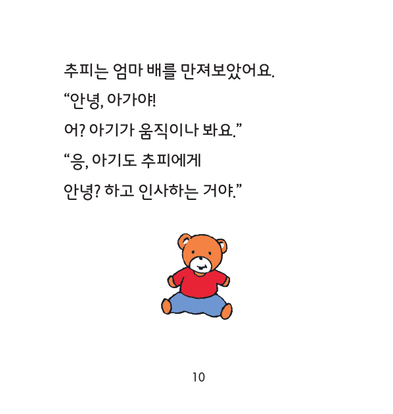 추피는 엄마 배를 만져보았어요.
“안녕, 아가야!
어? 아기가 움직이나 봐요.”
“응, 아기도 추피에게
안녕? 하고 인사하는 거야.”
10